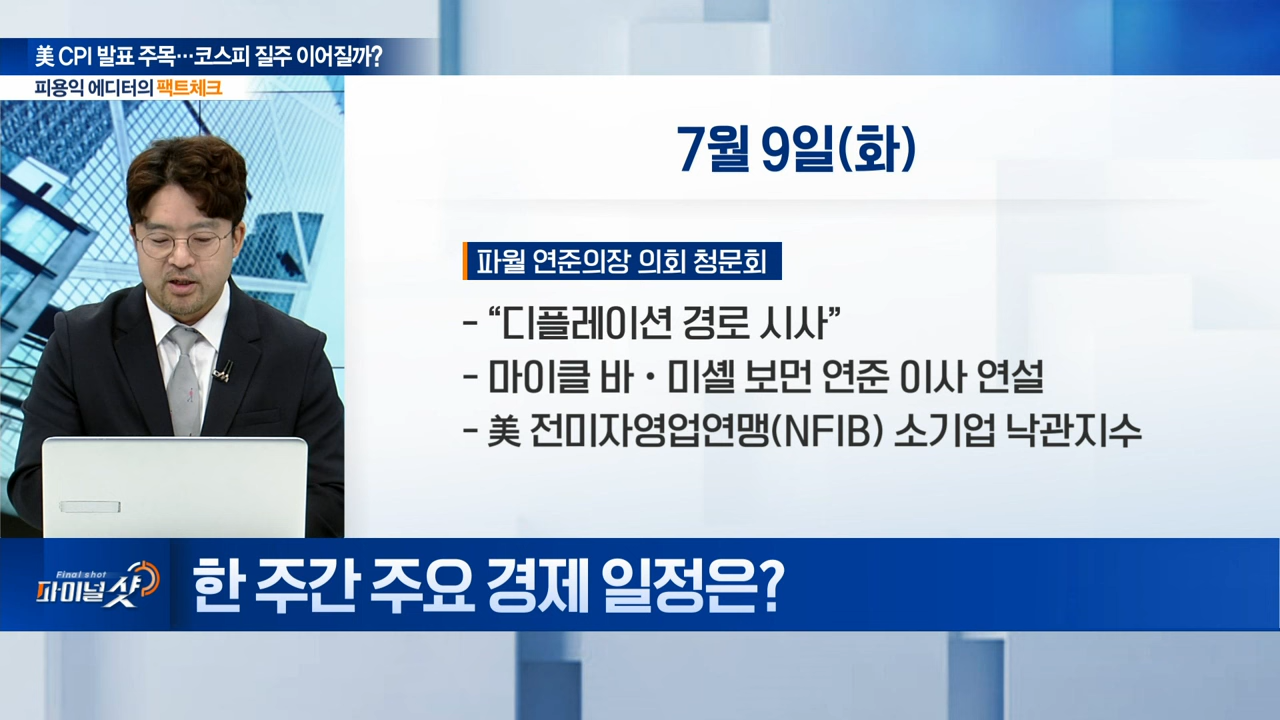 美 CPI 발표 주목…코스피 질주 이어질까?
피용익 에디터의 팩트체크
7월 9일(화)
파월 연준의장 의회 청문회
- “디플레이션 경로 시사”
- 마이클 바·미셸 보먼 연준 이사 연설
- 美 전미자영업연맹(NFIB) 소기업 낙관지수
Final shot
파이널샷
한 주간 주요 경제 일정은?